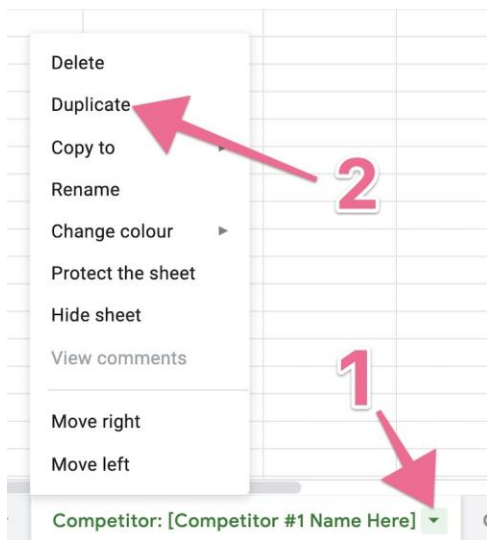 Delete
Duplicate
Copy to
2
Rename
Change colour
Protect the sheet
Hide sheet
View comments
1
Move right
Move left
Competitor: [Competitor #1 Name Here]